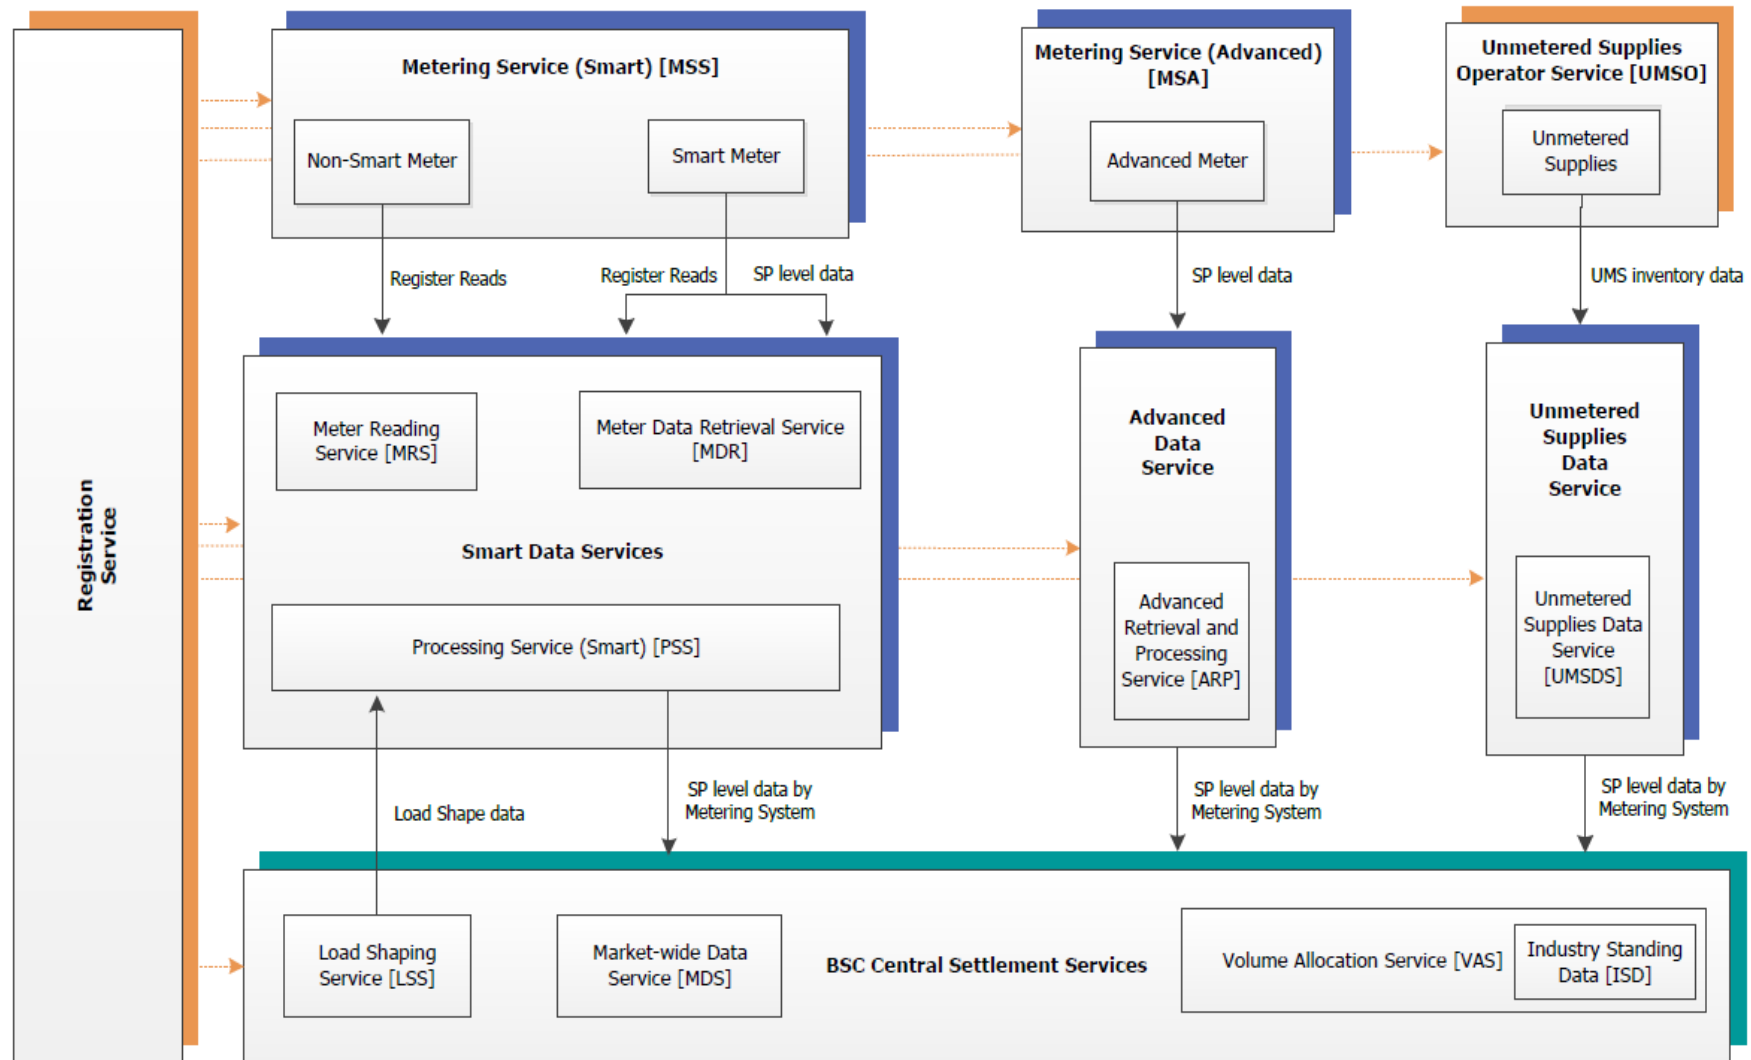 Metering Service (Smart) [MSS]
Metering Service (Advanced)
[MSA]
Unmetered Supplies
Operator Service [UMSO]
Non-Smart Meter
Smart Meter
Advanced Meter
Unmetered
Supplies
Register Reads
Register Reads
SP level data
SP level data
UMS inventory data
Registration
Service
Meter Reading
Service [MRS]
Meter Data Retrieval Service
[MDR]
Smart Data Services
Processing Service (Smart) [PSS]
Advanced
Data
Service
Advanced
Retrieval and
Processing
Service [ARP]
Unmetered
Supplies
Data
Service
Unmetered
Supplies Data
Service
[UMSDS]
Load Shape data
SP level data by
Metering System
SP level data by
Metering System
SP level data by
Metering System
Load Shaping
Service [LSS]
Market-wide Data
Service [MDS]
BSC Central Settlement Services
Volume Allocation Service [VAS]
Industry Standing
Data [ISD]